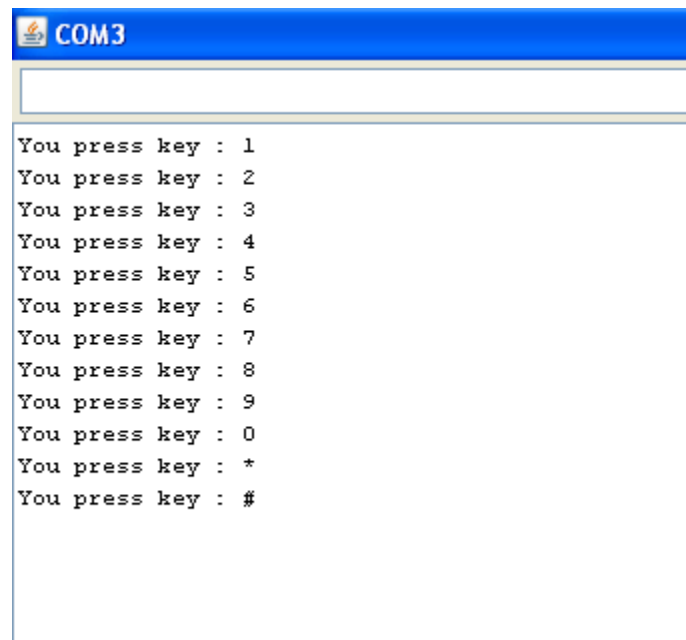 COM3
You press key : 1
You press key : 2
You press key : 3
You press key : 4
You press key : 5
You press key : 6
You press key : 7
You press key : 8
You press key : 9
You press key : 0
You press key : *
You press key : #